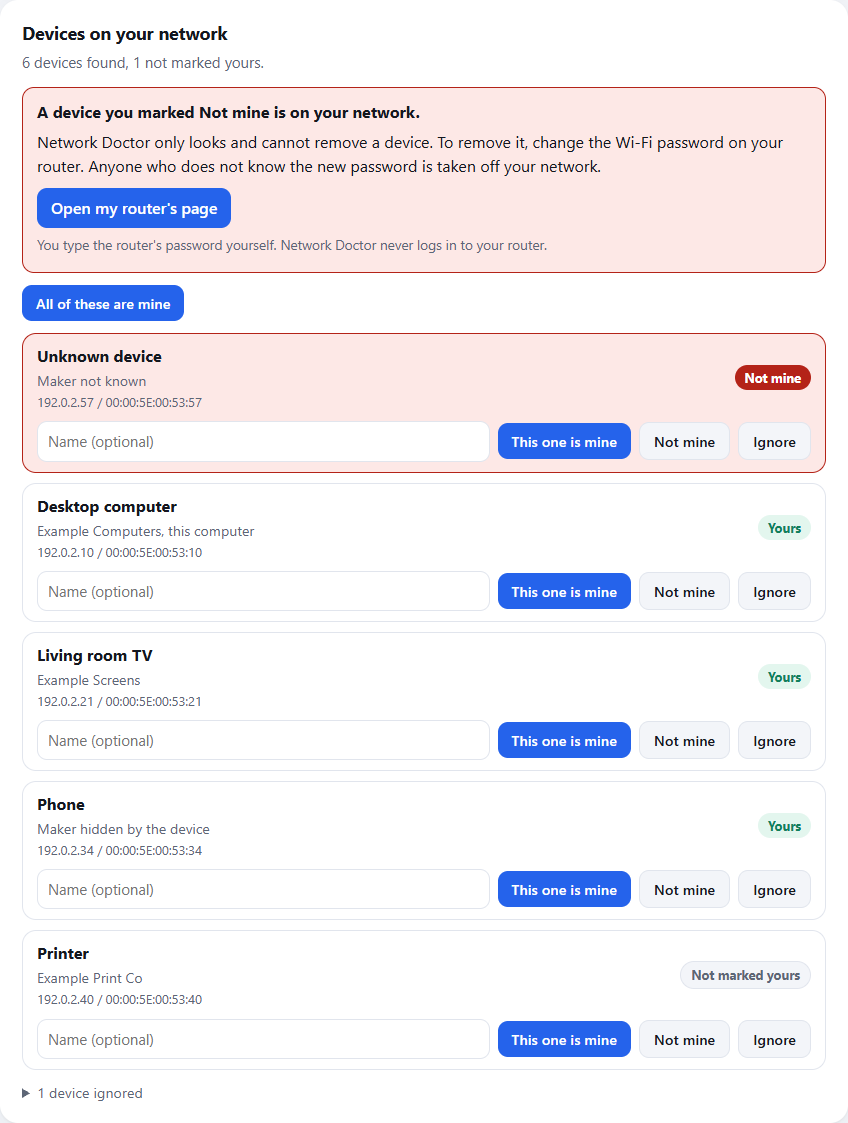 Devices on your network
6 devices found, 1 not marked yours.
A device you marked Not mine is on your network.
Network Doctor only looks and cannot remove a device. To remove it, change the Wi-Fi password on your
router. Anyone who does not know the new password is taken off your network.
Open my router's page
You type the router's password yourself. Network Doctor never logs in to your router.
All of these are mine
Unknown device
Maker not known
192.0.2.57 / 00:00:5E:00:53:57
Not mine
Name (optional)
This one is mine
Not mine
Ignore
Desktop computer
Example Computers, this computer
192.0.2.10 / 00:00:5E:00:53:10
Yours
Name (optional)
This one is mine
Not mine
Ignore
Living room TV
Example Screens
192.0.2.21 / 00:00:5E:00:53:21
Yours
Name (optional)
This one is mine
Not mine
Ignore
Phone
Maker hidden by the device
192.0.2.34 / 00:00:5E:00:53:34
Yours
Name (optional)
This one is mine
Not mine
Ignore
Printer
Example Print Co
192.0.2.40 / 00:00:5E:00:53:40
Not marked yours
Name (optional)
This one is mine
Not mine
Ignore
1 device ignored